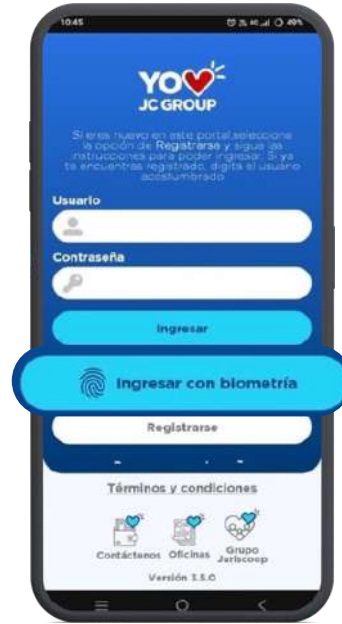 10:45
49%
YO
JC GROUP
Si eres nuevo en este portal,seleccione
la opción de Registrarse y sigue las
instrucciones para poder ingresar. Si ya
te encuentras registrado, digita el usuario
acostumbrado
Usuario
Contraseña
Ingresar
Ingresar con biometría
Registrarse
Términos y condiciones
Contáctenos Oficinas Grupo
Juriscoop
Versión 3.5.0